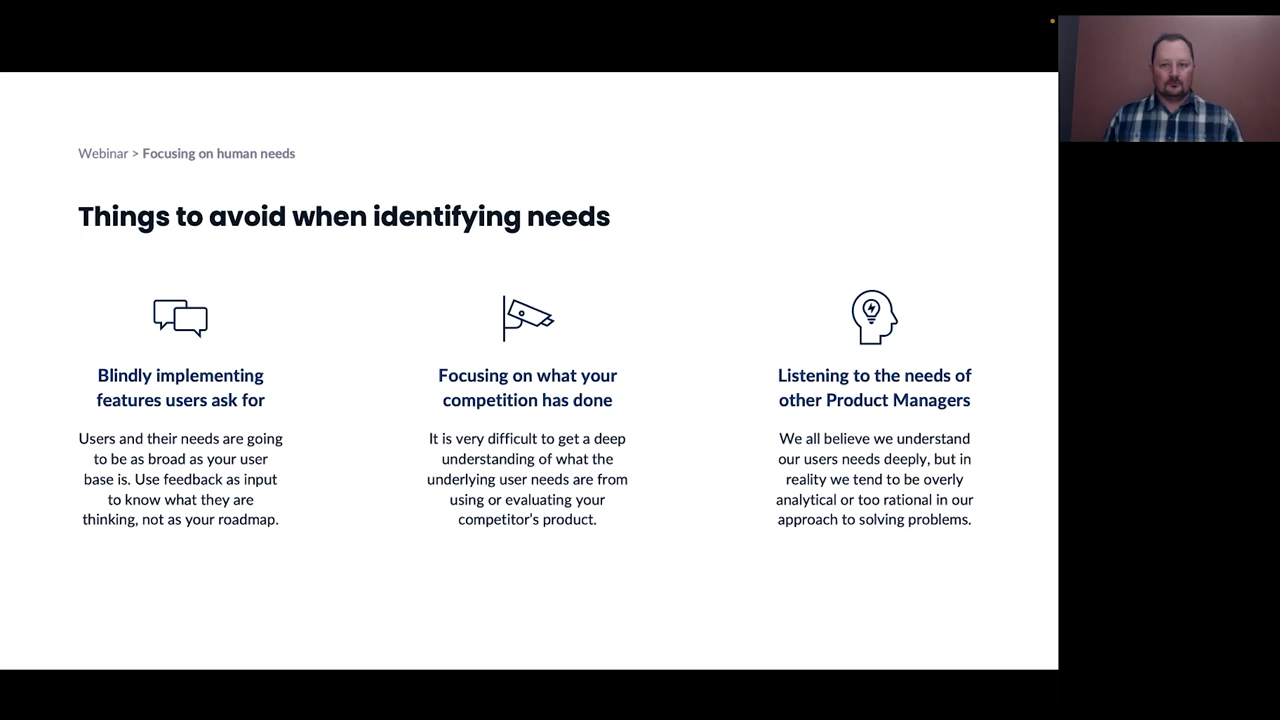 Webinar > Focusing on human needs
Things to avoid when identifying needs
Blindly implementing
features users ask for
Users and their needs are going
to be as broad as your user
base is. Use feedback as input
to know what they are
thinking, not as your roadmap.
Focusing on what your
competition has done
It is very difficult to get a deep
understanding of what the
underlying user needs are from
using or evaluating your
competitor's product.
Listening to the needs of
other Product Managers
We all believe we understand
our users needs deeply, but in
reality we tend to be overly
analytical or too rational in our
approach to solving problems.